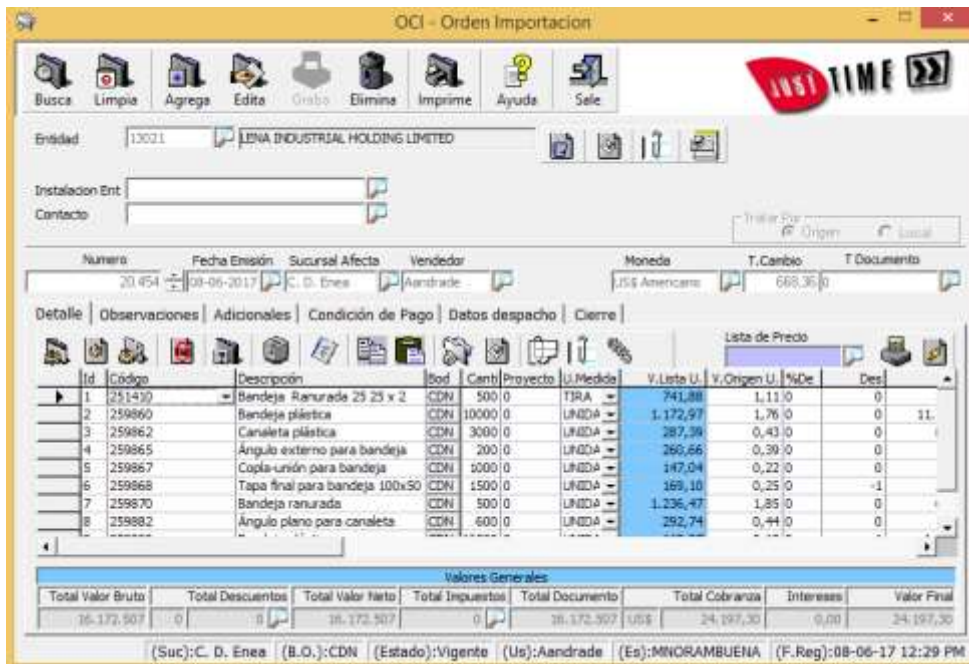 OCI - Orden Importacion
JUST TIME
Busca Limpia Agrega Edita Graba Elimina Imprime Ayuda Sale
Entidad 13021 LENA INDUSTRIAL HOLDING LIMITED
Instalacion Ent
Contacto
Origen Local
Numero Fecha Emisión Sucursal Afecta Vendedor Moneda T.Cambio T Documento
20.454 08-06-2017 C. D. Enea Aandrade US$ Americano 668,36 0
Detalle Observaciones Adicionales Condición de Pago Datos despacho Cierre
Lista de Precio
Id Código Descripción Bod Canti Proyecto U.Medida V.Lista U. V.Origen U. %De Des
1 251410 Bandeja Ranurada 25 25 x 2 CDN 500 0 TIRA 741,88 1,11 0 0
2 259860 Bandeja plástica CDN 10000 0 UNIDA 1.172,97 1,76 0 0 11.
3 259862 Canaleta plástica CDN 3000 0 UNIDA 287,39 0,43 0 0
4 259865 Ángulo externo para bandeja CDN 200 0 UNIDA 260,66 0,39 0 0
5 259867 Copla-unión para bandeja CDN 1000 0 UNIDA 147,04 0,22 0 0
6 259868 Tapa final para bandeja 100x50 CDN 1500 0 UNIDA 169,10 0,25 0 -1
7 259870 Bandeja ranurada CDN 500 0 UNIDA 1.236,47 1,85 0 0
8 259882 Ángulo plano para canaleta CDN 600 0 UNIDA 292,74 0,44 0 0
Valores Generales
Total Valor Bruto Total Descuentos Total Valor Neto Total Impuestos Total Documento Total Cobranza Intereses Valor Final
16.172.507 0 0 16.172.507 0 16.172.507 US$ 24.197,30 0,00 24.197,30
(Suc):C. D. Enea (B.O.):CDN (Estado):Vigente (Us):Aandrade (Es):MNORAMBUENA (F.Reg):08-06-17 12:29 PM